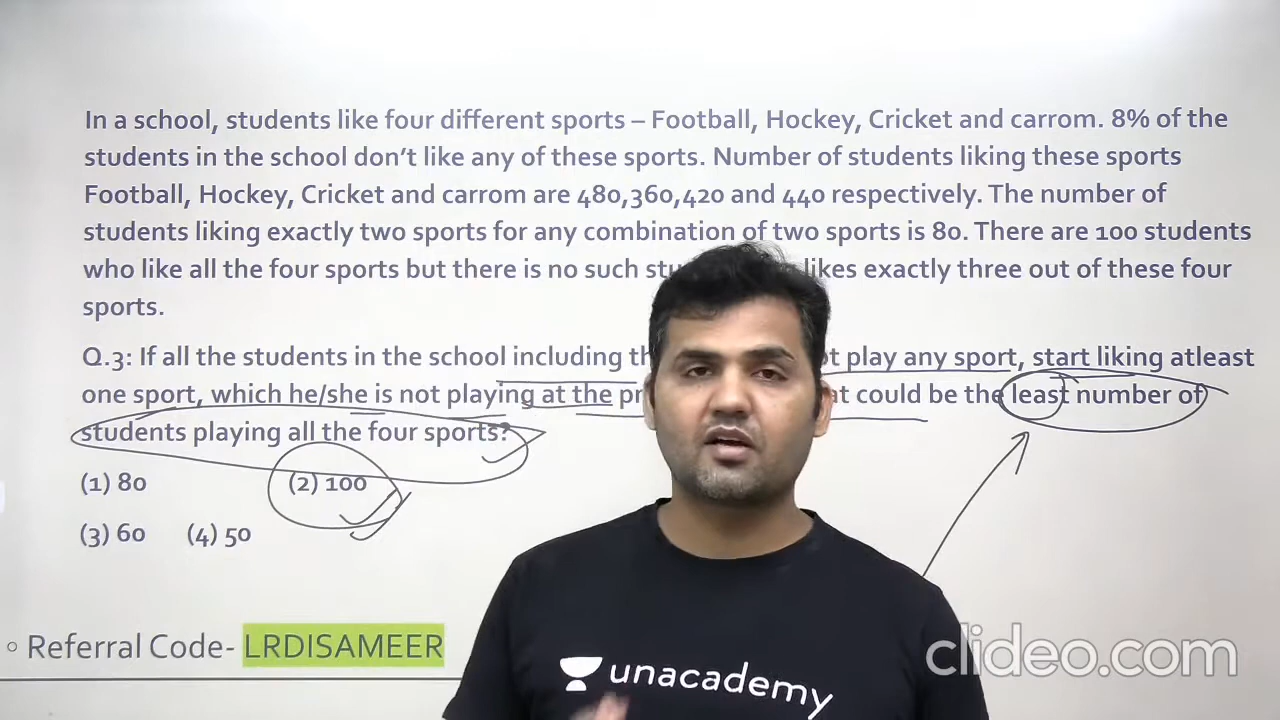 In a school, students like four different sports – Football, Hockey, Cricket and carrom. 8% of the
students in the school don't like any of these sports. Number of students liking these sports
Football, Hockey, Cricket and carrom are 480,360,420 and 440 respectively. The number of
students liking exactly two sports for any combination of two sports is 80. There are 100 students
who like all the four sports but there is no such likes exactly three out of these four
sports.
Q.3: If all the students in the school including play any sport, start liking atleast
one sport, which he/she is not playing at the could be the least number of
students playing all the four sports?
(1) 80 (2) 100
(3) 60 (4) 50
◦ Referral Code- LRDISAMEER
clideo.com
unacademy